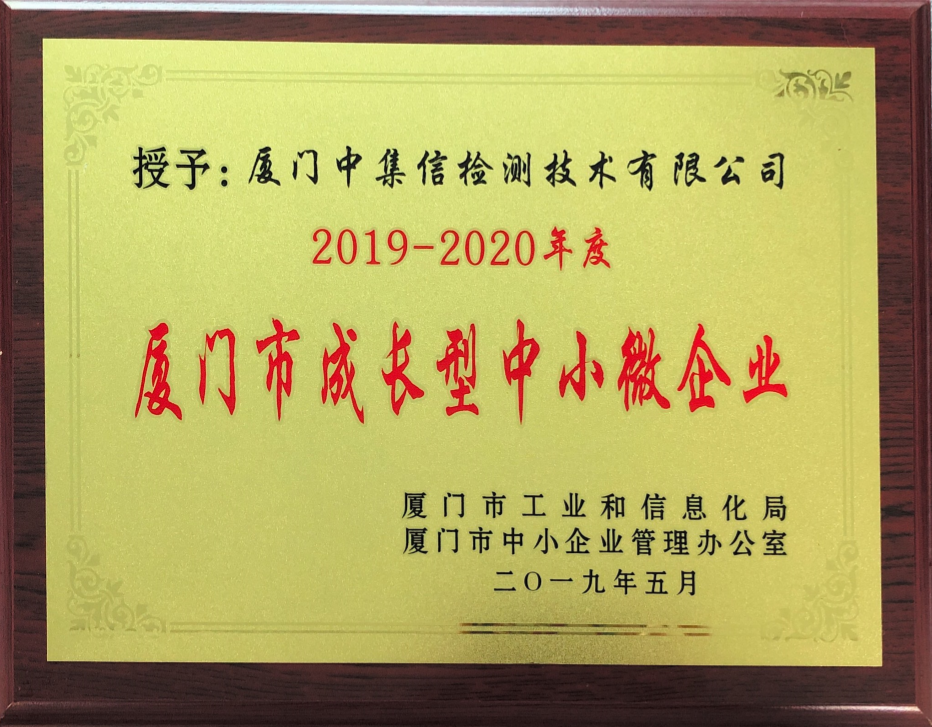 授予：厦门中集信检测技术有限公司
2019-2020年度
厦门市成长型中小微企业
厦门市工业和信息化局
厦门市中小企业管理办公室
二〇一九年五月